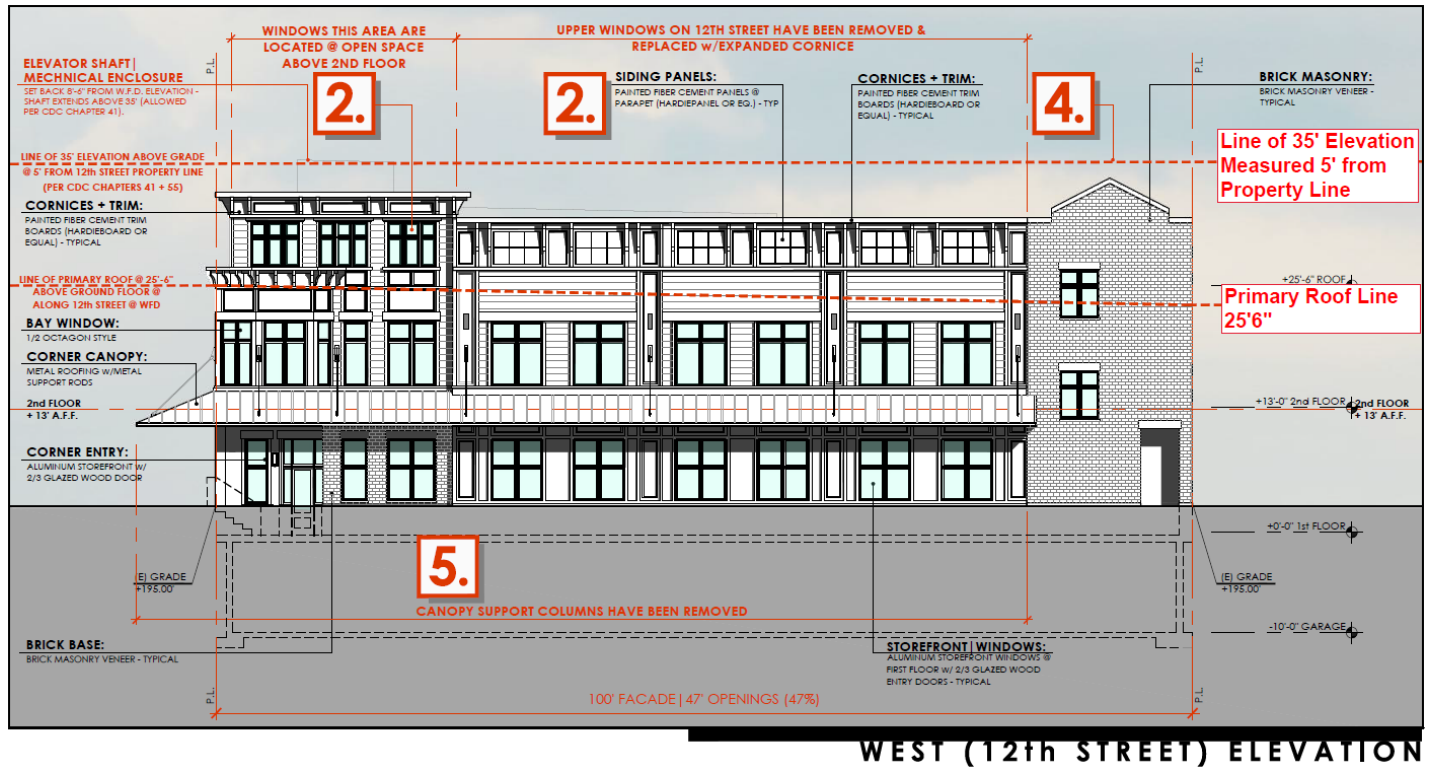 WINDOWS THIS AREA ARE
LOCATED @ OPEN SPACE
ABOVE 2ND FLOOR
UPPER WINDOWS ON 12TH STREET HAVE BEEN REMOVED &
REPLACED w/EXPANDED CORNICE
P.L.
P.L.
ELEVATOR SHAFT|
MECHNICAL ENCLOSURE
SET BACK 8'-6" FROM W.F.D. ELEVATION -
SHAFT EXTENDS ABOVE 35' (ALLOWED
PER CDC CHAPTER 41).
2.
2.
SIDING PANELS:
PAINTED FIBER CEMENT PANELS @
PARAPET (HARDIEPANEL OR EQ.) - TYP
CORNICES + TRIM:
PAINTED FIBER CEMENT TRIM
BOARDS (HARDIEBOARD OR
EQUAL) - TYPICAL
4.
BRICK MASONRY:
BRICK MASONRY VENEER -
TYPICAL
LINE OF 35' ELEVATION ABOVE GRADE
@ 5' FROM 12th STREET PROPERTY LINE
(PER CDC CHAPTERS 41 + 55)
Line of 35' Elevation
Measured 5' from
Property Line
CORNICES + TRIM:
PAINTED FIBER CEMENT TRIM
BOARDS (HARDIEBOARD OR
EQUAL) - TYPICAL
LINE OF PRIMARY ROOF @ 25'-6"
ABOVE GROUND FLOOR @
ALONG 12th STREET @ WFD
+25'-6" ROOF
Primary Roof Line
25'6"
BAY WINDOW:
1/2 OCTAGON STYLE
CORNER CANOPY:
METAL ROOFING w/METAL
SUPPORT RODS
2nd FLOOR
+ 13' A.F.F.
+13'-0" 2nd FLOOR
2nd FLOOR
+ 13' A.F.F.
CORNER ENTRY:
ALUMINUM STOREFRONT w/
2/3 GLAZED WOOD DOOR
+0'-0" 1st FLOOR
5.
(E) GRADE
+195.00'
(E) GRADE
+195.00'
CANOPY SUPPORT COLUMNS HAVE BEEN REMOVED
-10'-0" GARAGE
BRICK BASE:
BRICK MASONRY VENEER - TYPICAL
STOREFRONT|WINDOWS:
ALUMINUM STOREFRONT WINDOWS @
FIRST FLOOR w/ 2/3 GLAZED WOOD
ENTRY DOORS - TYPICAL
P.L.
P.L.
100' FACADE| 47' OPENINGS (47%)
WEST (12th STREET) ELEVATION